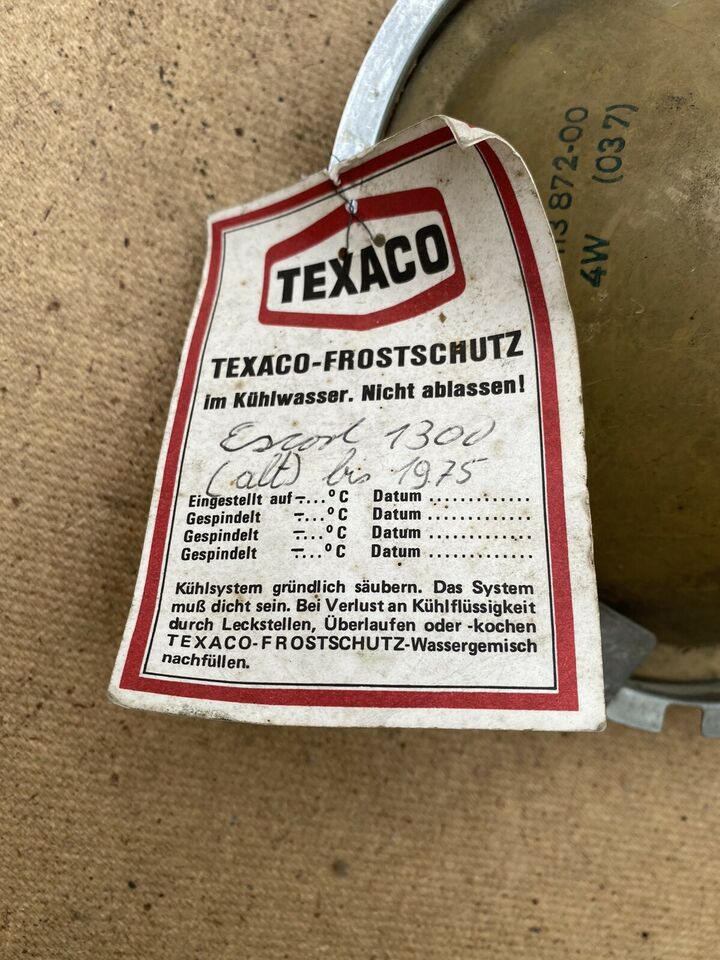 TEXACO
TEXACO-FROSTSCHUTZ
im Kühlwasser. Nicht ablassen!
Escort 1300
(alt) bis 1975
Eingestellt auf –....°C Datum .............
Gespindelt –....°C Datum .............
Gespindelt –....°C Datum .............
Gespindelt –....°C Datum .............
Kühlsystem gründlich säubern. Das System
muß dicht sein. Bei Verlust an Kühlflüssigkeit
durch Leckstellen, Überlaufen oder -kochen
TEXACO-FROSTSCHUTZ-Wassergemisch
nachfüllen.
872-00
4W (037)